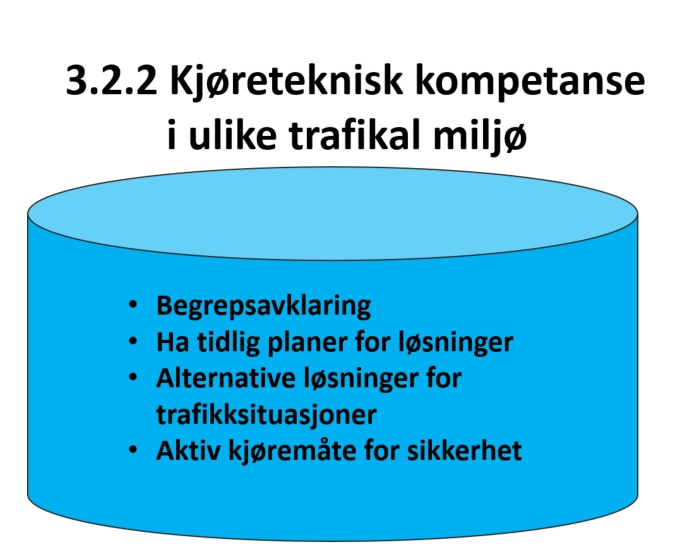 3.2.2 Kjøreteknisk kompetanse
i ulike trafikal miljø
• Begrepsavklaring
• Ha tidlig planer for løsninger
• Alternative løsninger for
trafikksituasjoner
• Aktiv kjøremåte for sikkerhet